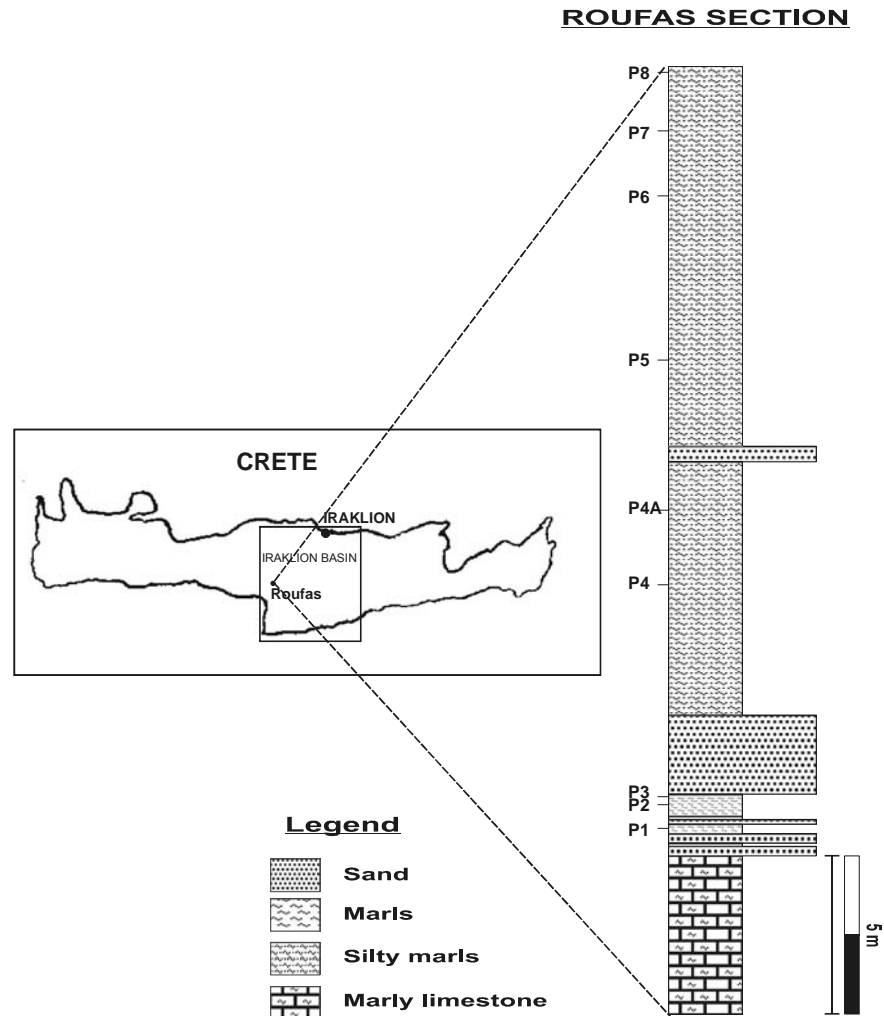 ROUFAS SECTION
P8
P7
P6
P5
P4A
P4
P3
P2
P1
CRETE
IRAKLION
IRAKLION BASIN
Roufas
Legend
Sand
Marls
Silty marls
Marly limestone
5 m